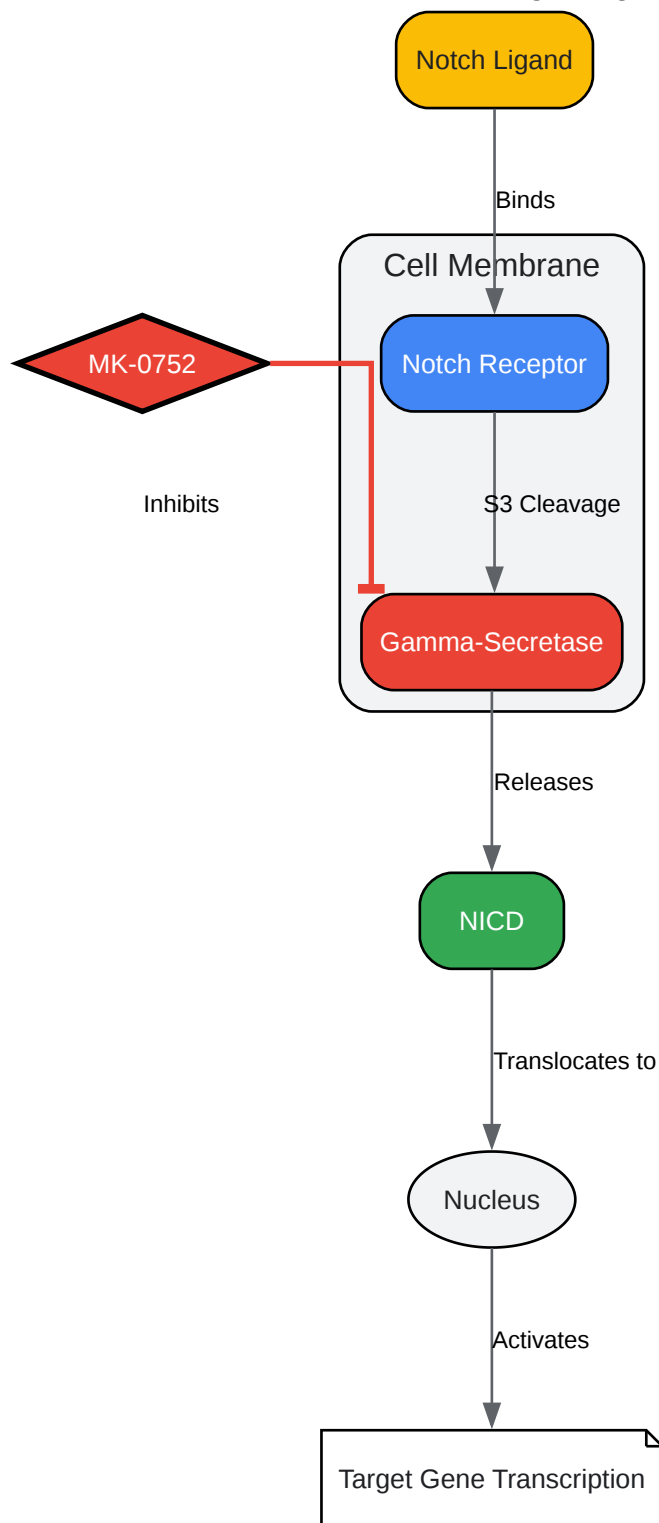 Notch Ligand
Binds
Cell Membrane
MK-0752
Notch Receptor
Inhibits
S3 Cleavage
Gamma-Secretase
Releases
NICD
Translocates to
Nucleus
Activates
Target Gene Transcription